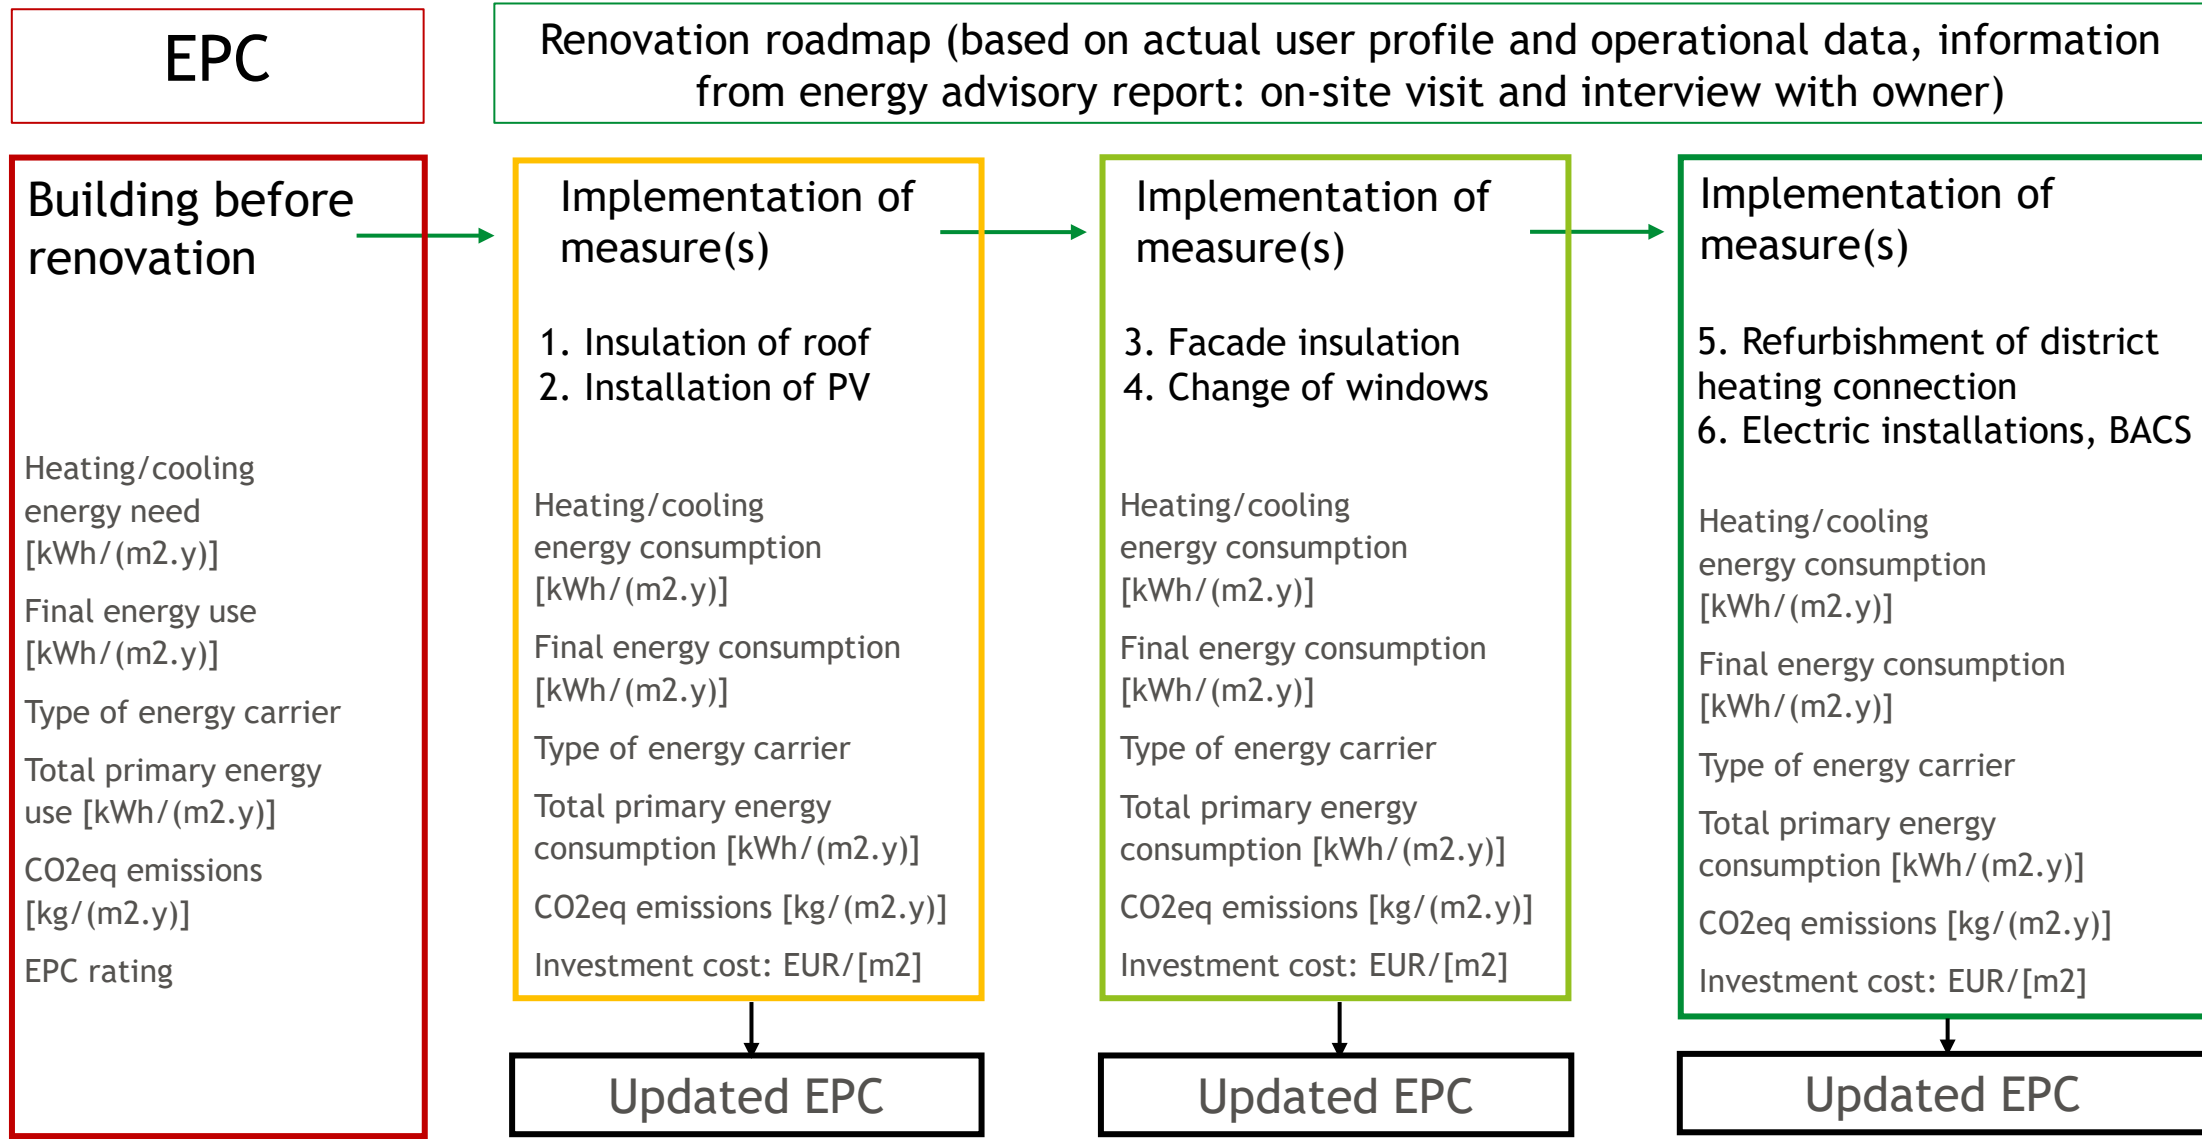 EPC
Renovation roadmap (based on actual user profile and operational data, information
from energy advisory report: on-site visit and interview with owner)
Building before
renovation
Heating/cooling
energy need
[kWh/(m2.y)]
Final energy use
[kWh/(m2.y)]
Type of energy carrier
Total primary energy
use [kWh/(m2.y)]
CO2eq emissions
[kg/(m2.y)]
EPC rating
Implementation of
measure(s)
1. Insulation of roof
2. Installation of PV
Heating/cooling
energy consumption
[kWh/(m2.y)]
Final energy consumption
[kWh/(m2.y)]
Type of energy carrier
Total primary energy
consumption [kWh/(m2.y)]
CO2eq emissions [kg/(m2.y)]
Investment cost: EUR/[m2]
Updated EPC
Implementation of
measure(s)
3. Facade insulation
4. Change of windows
Heating/cooling
energy consumption
[kWh/(m2.y)]
Final energy consumption
[kWh/(m2.y)]
Type of energy carrier
Total primary energy
consumption [kWh/(m2.y)]
CO2eq emissions [kg/(m2.y)]
Investment cost: EUR/[m2]
Updated EPC
Implementation of
measure(s)
5. Refurbishment of district
heating connection
6. Electric installations, BACS
Heating/cooling
energy consumption
[kWh/(m2.y)]
Final energy consumption
[kWh/(m2.y)]
Type of energy carrier
Total primary energy
consumption [kWh/(m2.y)]
CO2eq emissions [kg/(m2.y)]
Investment cost: EUR/[m2]
Updated EPC